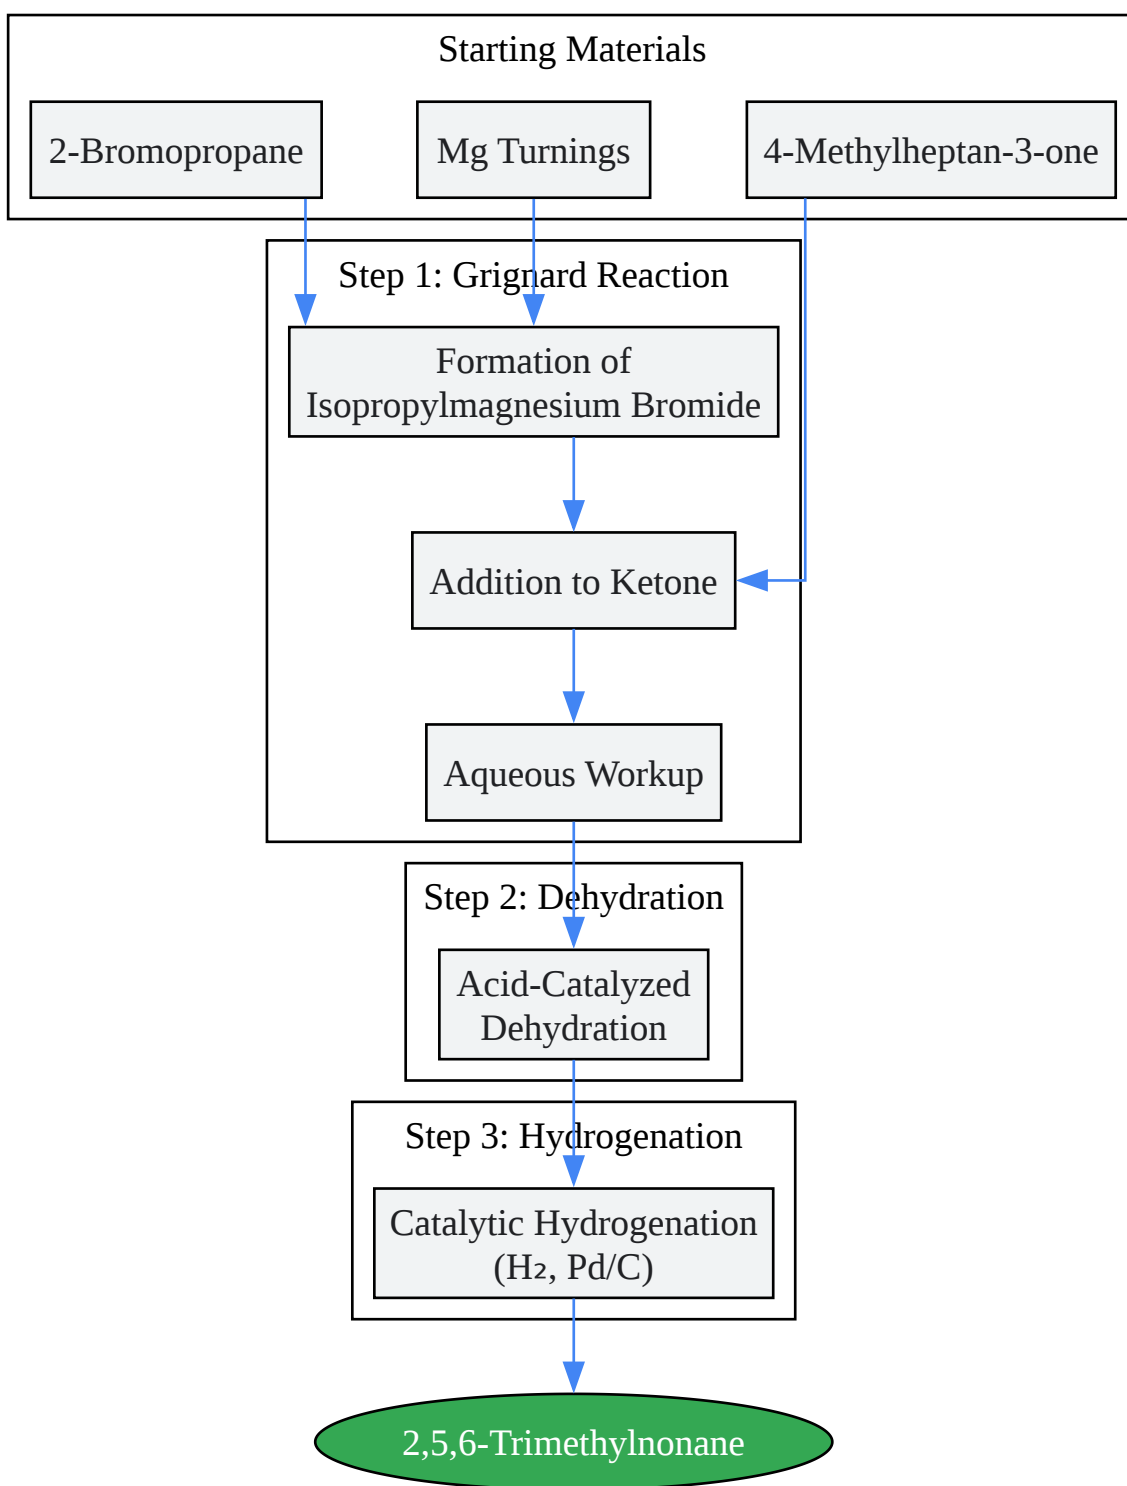 Starting Materials
2-Bromopropane
Mg Turnings
4-Methylheptan-3-one
Step 1: Grignard Reaction
Formation of
Isopropylmagnesium Bromide
Addition to Ketone
Aqueous Workup
Step 2: Dehydration
Acid-Catalyzed
Dehydration
Step 3: Hydrogenation
Catalytic Hydrogenation
(H₂, Pd/C)
2,5,6-Trimethylnonane